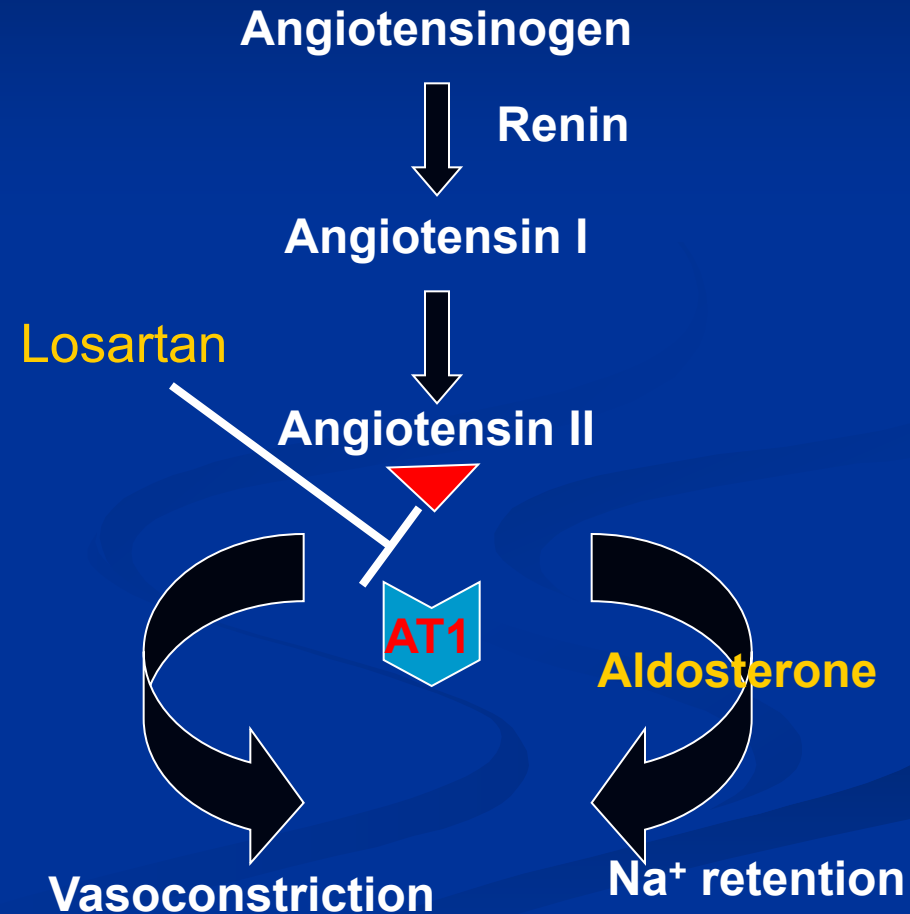 Angiotensinogen
Renin
Angiotensin I
Losartan
Angiotensin II
AT1
Aldosterone
Vasoconstriction
Na⁺ retention